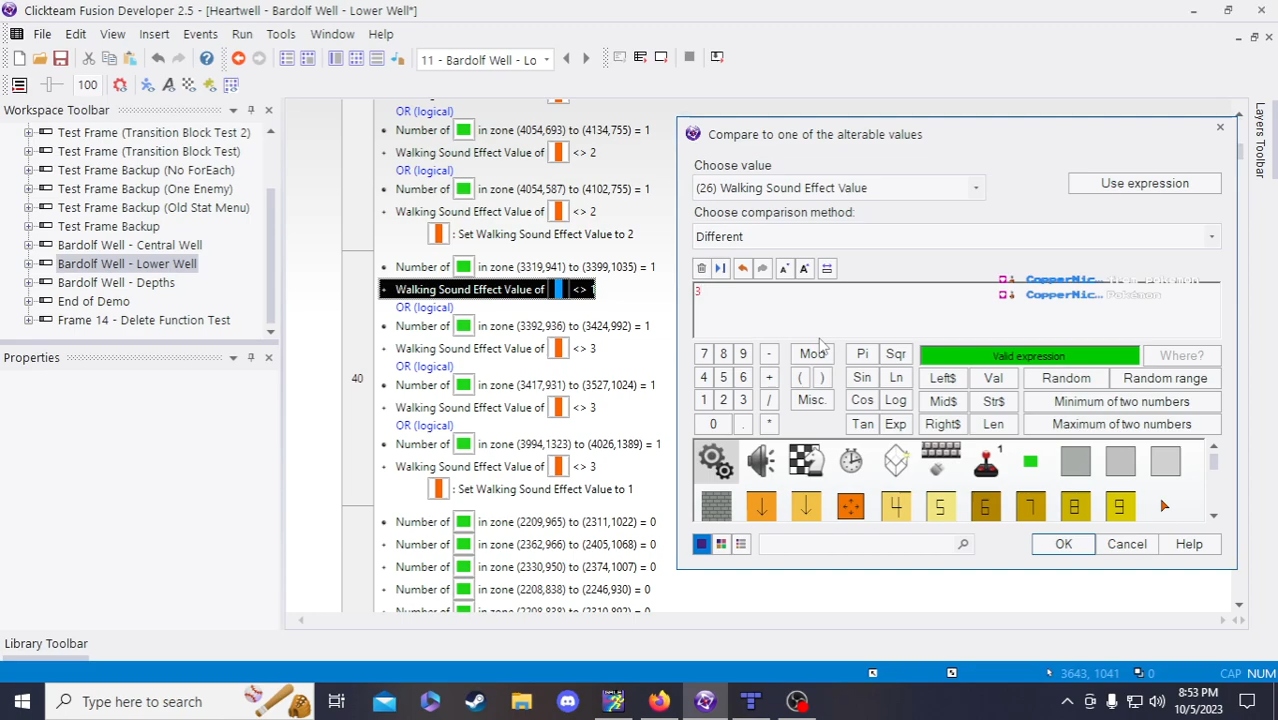 Clickteam Fusion Developer 2.5 - [Heartwell - Bardolf Well - Lower Well*]
File Edit View Insert Events Run Tools Window Help
11 - Bardolf Well - Lo
100
Workspace Toolbar
Test Frame (Transition Block Test 2)
Test Frame (Transition Block Test)
Test Frame Backup (No ForEach)
Test Frame Backup (One Enemy)
Test Frame Backup (Old Stat Menu)
Test Frame Backup
Bardolf Well - Central Well
Bardolf Well - Lower Well
Bardolf Well - Depths
End of Demo
Frame 14 - Delete Function Test
Properties
Library Toolbar
OR (logical)
Number of in zone (4054,693) to (4134,755) = 1
Walking Sound Effect Value of <> 2
OR (logical)
Number of in zone (4054,587) to (4102,755) = 1
Walking Sound Effect Value of <> 2
: Set Walking Sound Effect Value to 2
40
Number of in zone (3319,941) to (3399,1035) = 1
Walking Sound Effect Value of <>
OR (logical)
Number of in zone (3392,936) to (3424,992) = 1
Walking Sound Effect Value of <> 3
OR (logical)
Number of in zone (3417,931) to (3527,1024) = 1
Walking Sound Effect Value of <> 3
OR (logical)
Number of in zone (3994,1323) to (4026,1389) = 1
Walking Sound Effect Value of <> 3
: Set Walking Sound Effect Value to 1
Number of in zone (2209,965) to (2311,1022) = 0
Number of in zone (2362,966) to (2405,1068) = 0
Number of in zone (2330,950) to (2374,1007) = 0
Number of in zone (2208,838) to (2246,930) = 0
Number of in zone (2208,838) to (2310,892) = 0
Compare to one of the alterable values
Choose value
(26) Walking Sound Effect Value
Use expression
Choose comparison method:
Different
3
CopperNic...
CopperNic... Pokémon
7 8 9 - Mod Pi Sqr Valid expression Where?
4 5 6 + ( ) Sin Ln Left$ Val Random Random range
1 2 3 / Misc. Cos Log Mid$ Str$ Minimum of two numbers
0 . * Tan Exp Right$ Len Maximum of two numbers
1
4 5 6 7 8 9
OK Cancel Help
Layers Toolbar
3643, 1041 0 CAP NUM
Type here to search
8:53 PM
10/5/2023